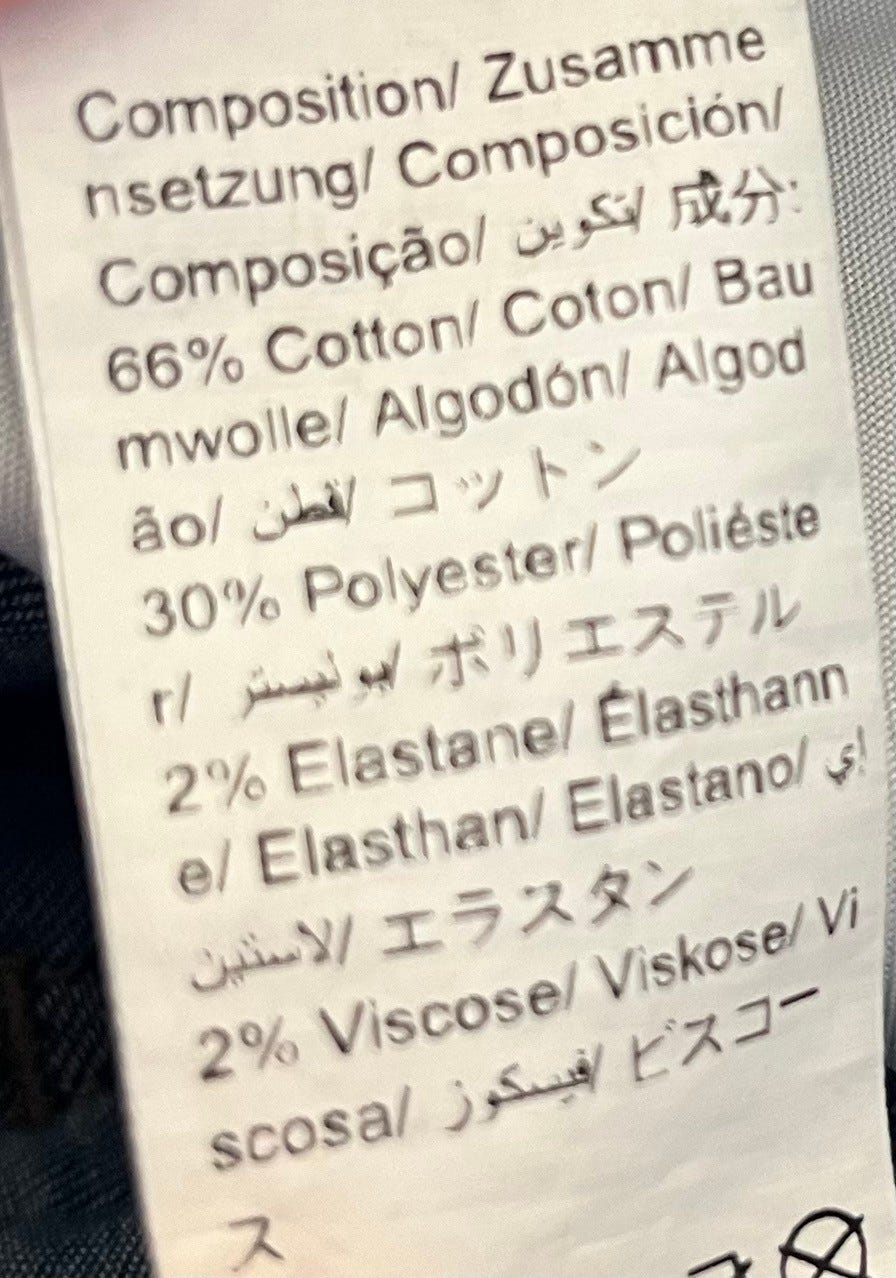 Composition/ Zusamme
nsetzung/ Composición/
Composição/ تكوين/ 成分:
66% Cotton/ Coton/ Bau
mwolle/ Algodón/ Algod
ão/ قطن/ コットン
30% Polyester/ Poliéste
r/ بوليستر/ ポリエステル
2% Elastane/ Élasthann
e/ Elasthan/ Elastano/ إي
لاستين/ エラスタン
2% Viscose/ Viskose/ Vi
scosa/ فيسكوز/ ビスコー
ス